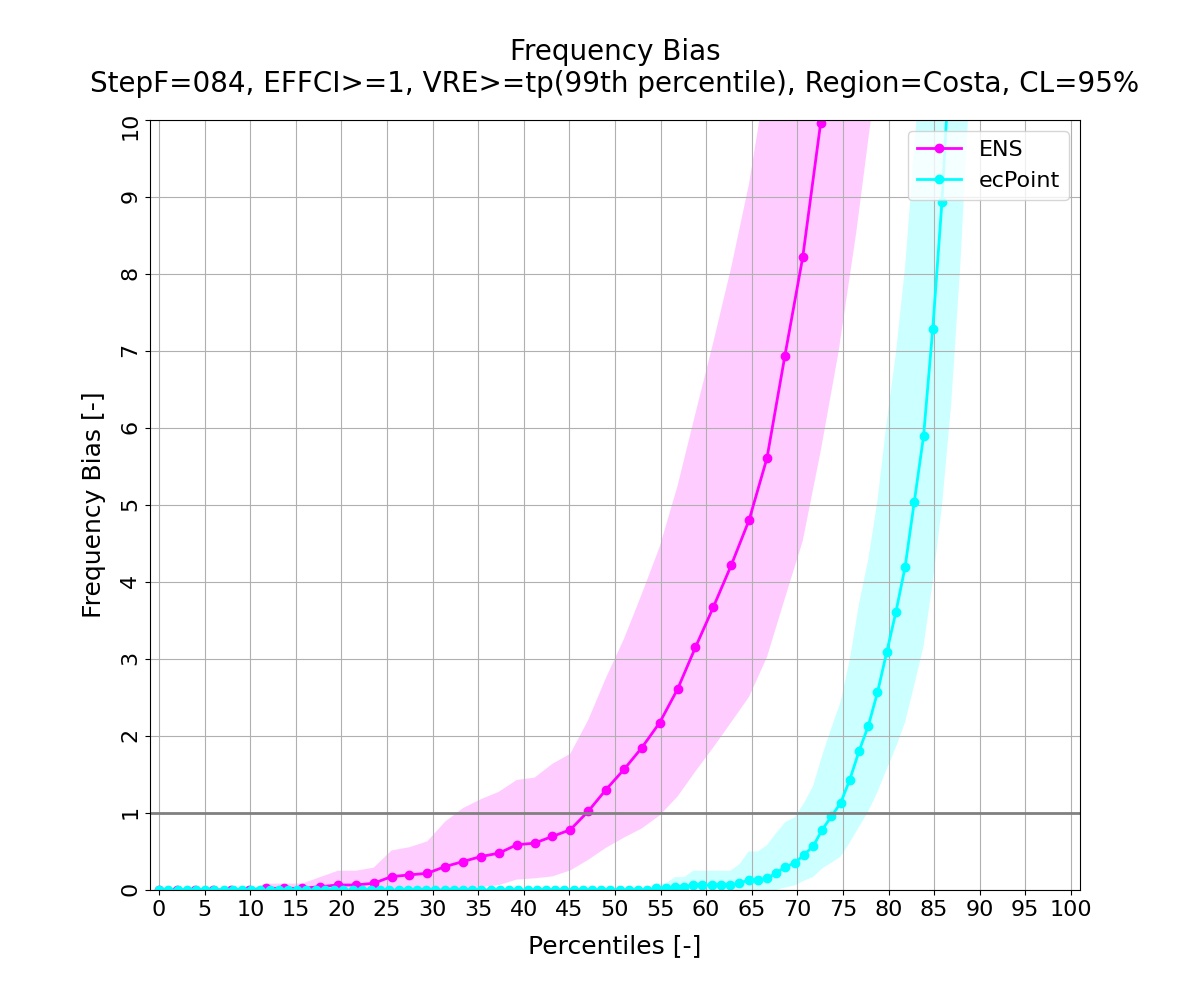 Frequency Bias
StepF=084, EFFCI>=1, VRE>=tp(99th percentile), Region=Costa, CL=95%
ENS
ecPoint
Frequency Bias [-]
10
9
8
7
6
5
4
3
2
1
0
0 5 10 15 20 25 30 35 40 45 50 55 60 65 70 75 80 85 90 95 100
Percentiles [-]